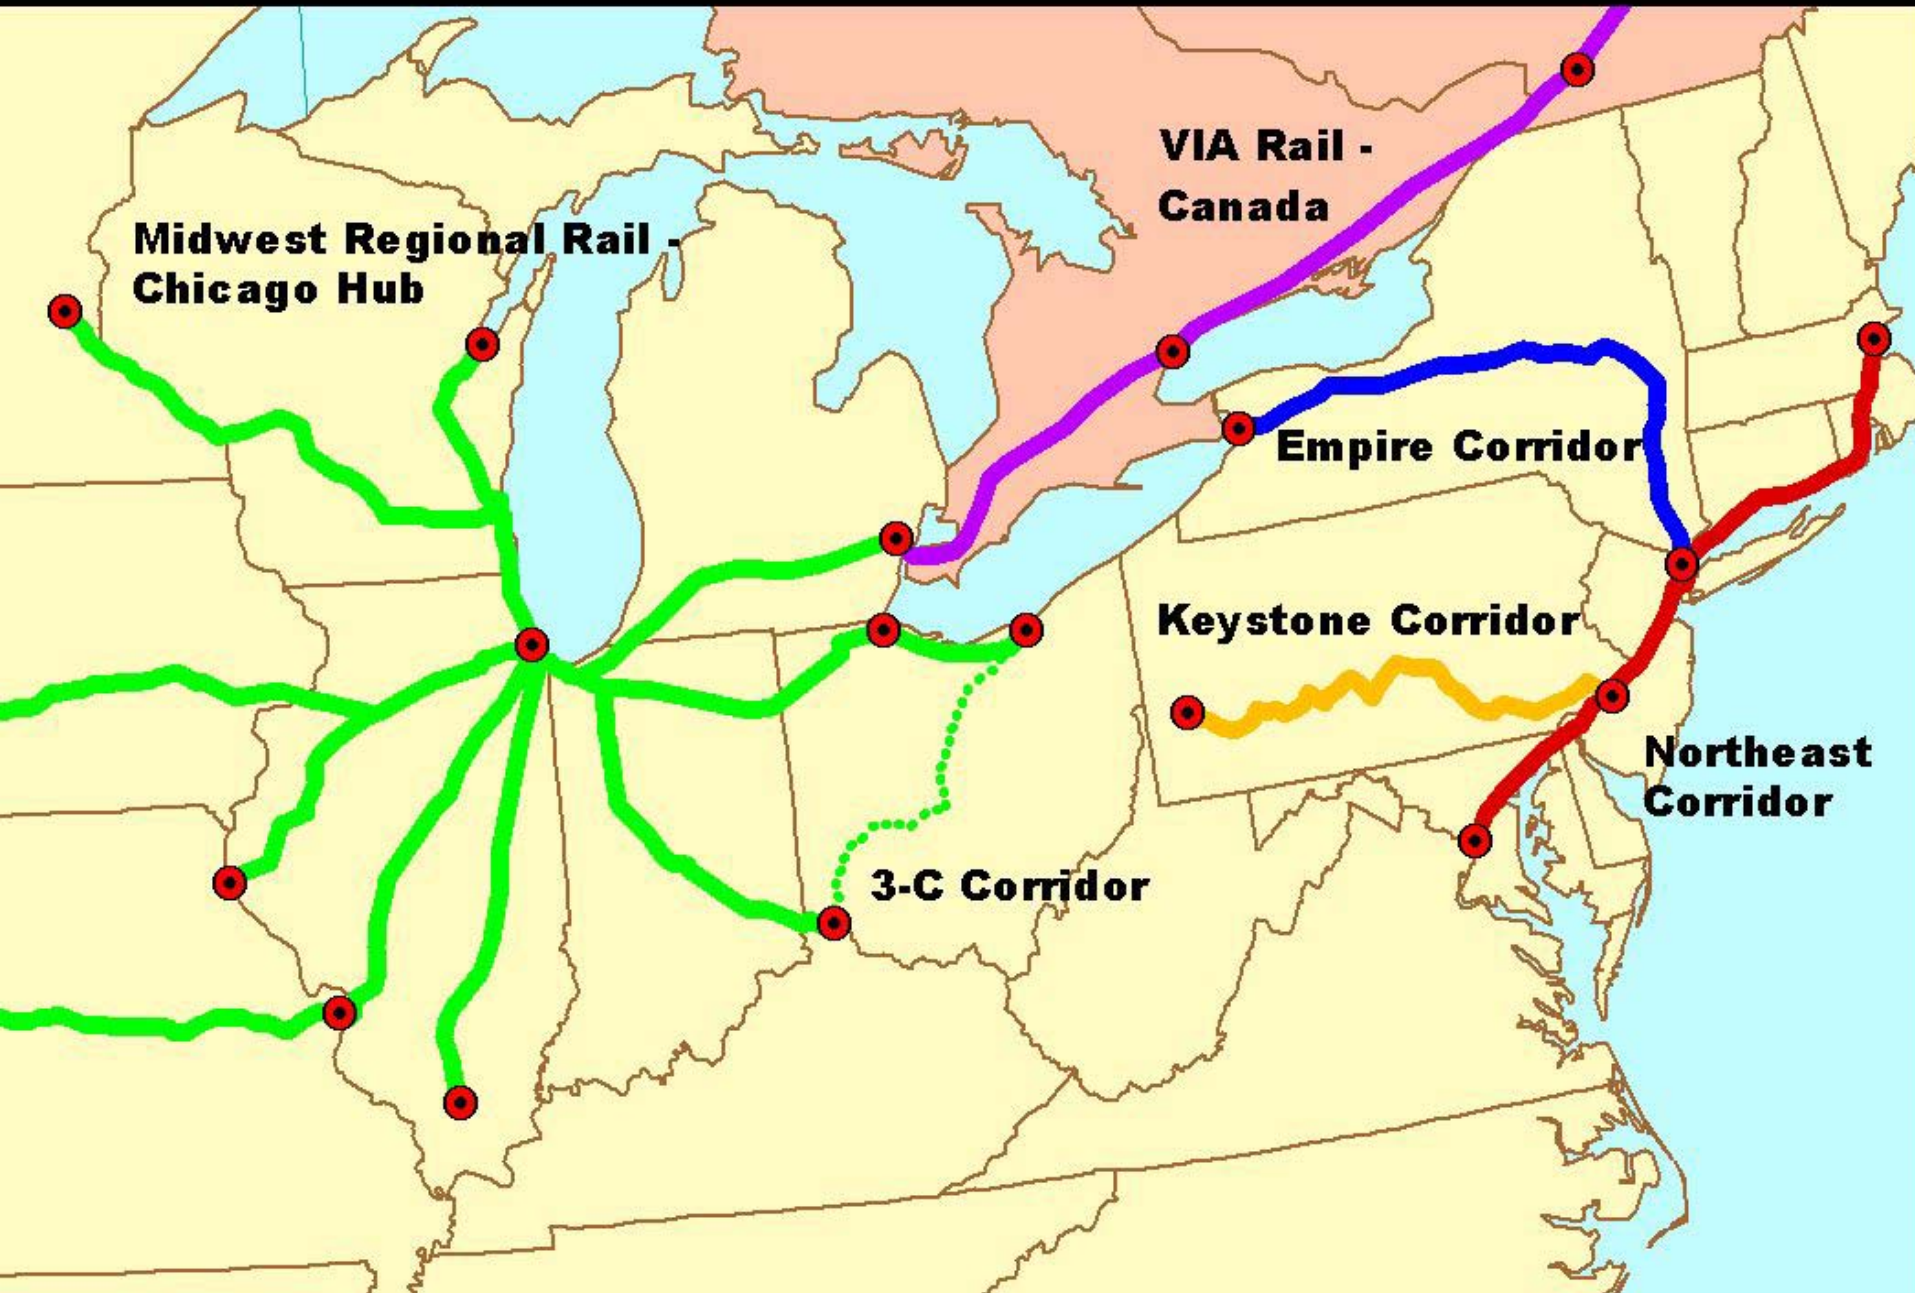 VIA Rail -
Canada
Midwest Regional Rail -
Chicago Hub
Empire Corridor
Keystone Corridor
Northeast
Corridor
3-C Corridor